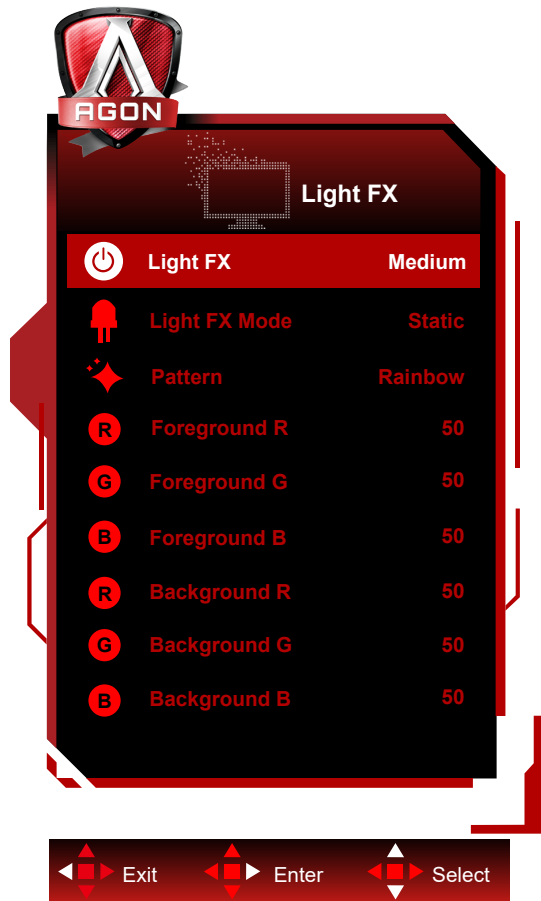 AGON
Light FX
Light FX Medium
Light FX Mode Static
Pattern Rainbow
R Foreground R 50
G Foreground G 50
B Foreground B 50
R Background R 50
G Background G 50
B Background B 50
Exit Enter Select